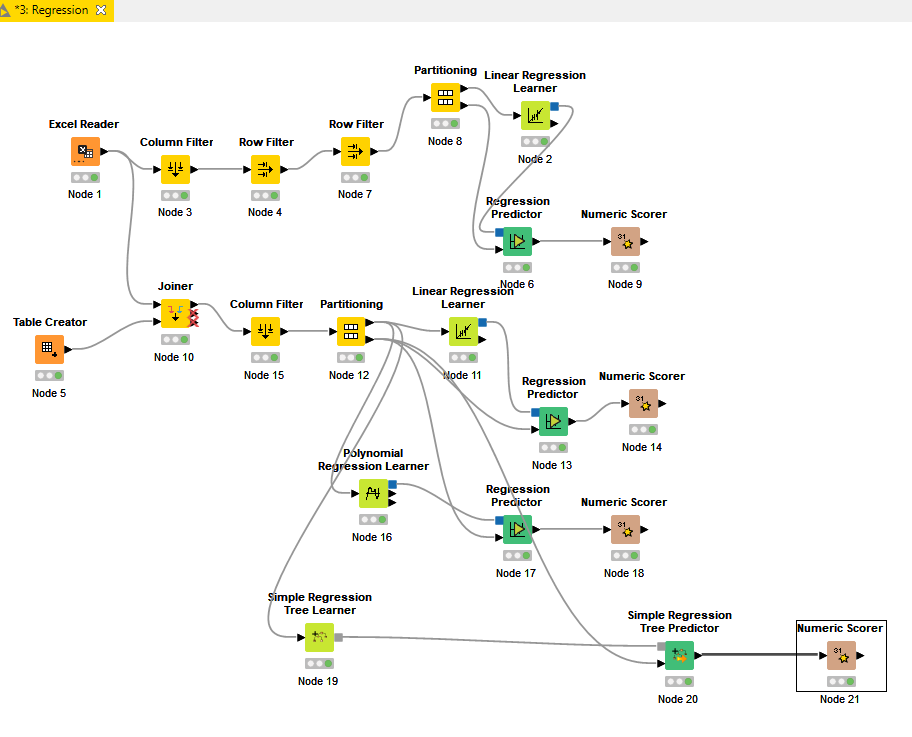 *3: Regression
Partitioning
Node 8
Linear Regression
Learner
Node 2
Excel Reader
Node 1
Column Filter
Node 3
Row Filter
Node 4
Row Filter
Node 7
Regression
Predictor
Node 6
Numeric Scorer
31
Node 9
Joiner
Node 10
Table Creator
Node 5
Column Filter
Node 15
Partitioning
Node 12
Linear Regression
Learner
Node 11
Regression
Predictor
Node 13
Numeric Scorer
31
Node 14
Polynomial
Regression Learner
Node 16
Regression
Predictor
Node 17
Numeric Scorer
31
Node 18
Simple Regression
Tree Learner
Node 19
Simple Regression
Tree Predictor
Node 20
Numeric Scorer
31
Node 21